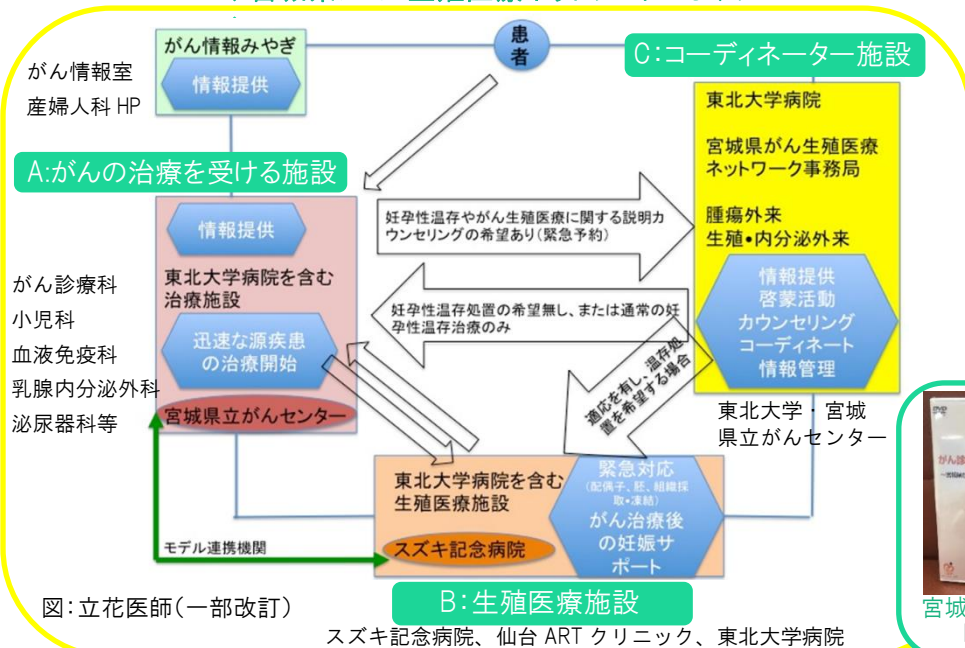 患
者
がん情報みやぎ
情報提供
がん情報室
産婦人科 HP
C:コーディネーター施設
東北大学病院
宮城県がん生殖医療
ネットワーク事務局
腫瘍外来
生殖•内分泌外来
情報提供
啓蒙活動
カウンセリング
コーディネート
情報管理
東北大学・宮城
県立がんセンター
A:がんの治療を受ける施設
情報提供
東北大学病院を含む
治療施設
迅速な源疾患
の治療開始
宮城県立がんセンター
がん診療科
小児科
血液免疫科
乳腺内分泌外科
泌尿器科等
妊孕性温存やがん生殖医療に関する説明カ
ウンセリングの希望あり(緊急予約)
妊孕性温存処置の希望無し、または通常の妊
孕性温存治療のみ
適応を有し、温存処
置を希望する場合
東北大学病院を含む
生殖医療施設
スズキ記念病院
緊急対応
(配偶子、胚、組織採
取•凍結)
がん治療後
の妊娠サ
ポート
モデル連携機関
図:立花医師(一部改訂)
B:生殖医療施設
スズキ記念病院、仙台 ART クリニック、東北大学病院
DVD
がん診
宮城